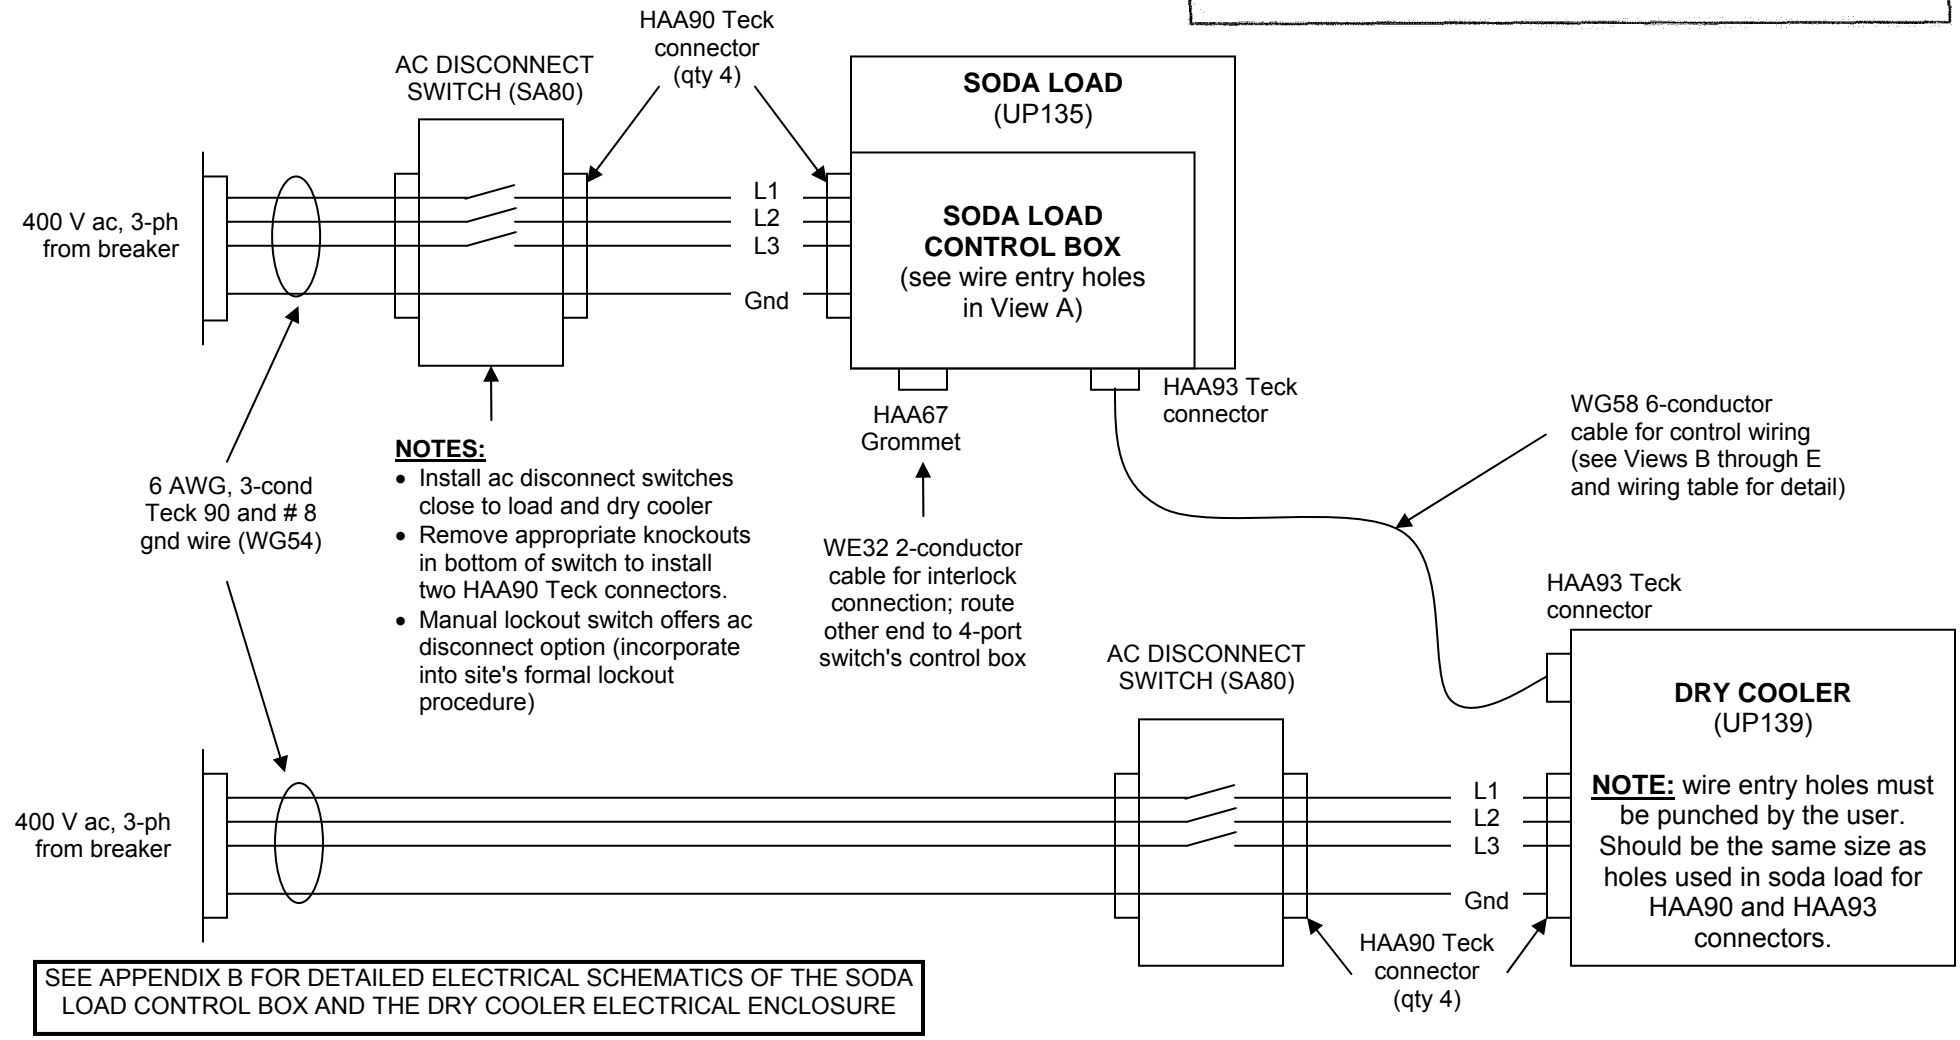 HAA90 Teck
connector
(qty 4)
AC DISCONNECT
SWITCH (SA80)
SODA LOAD
(UP135)
400 V ac, 3-ph
from breaker
L1
L2
L3
Gnd
SODA LOAD
CONTROL BOX
(see wire entry holes
in View A)
HAA93 Teck
connector
HAA67
Grommet
WG58 6-conductor
cable for control wiring
(see Views B through E
and wiring table for detail)
6 AWG, 3-cond
Teck 90 and # 8
gnd wire (WG54)
NOTES:
• Install ac disconnect switches
close to load and dry cooler
• Remove appropriate knockouts
in bottom of switch to install
two HAA90 Teck connectors.
• Manual lockout switch offers ac
disconnect option (incorporate
into site's formal lockout
procedure)
WE32 2-conductor
cable for interlock
connection; route
other end to 4-port
switch's control box
HAA93 Teck
connector
AC DISCONNECT
SWITCH (SA80)
DRY COOLER
(UP139)
NOTE: wire entry holes must
be punched by the user.
Should be the same size as
holes used in soda load for
HAA90 and HAA93
connectors.
400 V ac, 3-ph
from breaker
L1
L2
L3
Gnd
HAA90 Teck
connector
(qty 4)
SEE APPENDIX B FOR DETAILED ELECTRICAL SCHEMATICS OF THE SODA
LOAD CONTROL BOX AND THE DRY COOLER ELECTRICAL ENCLOSURE